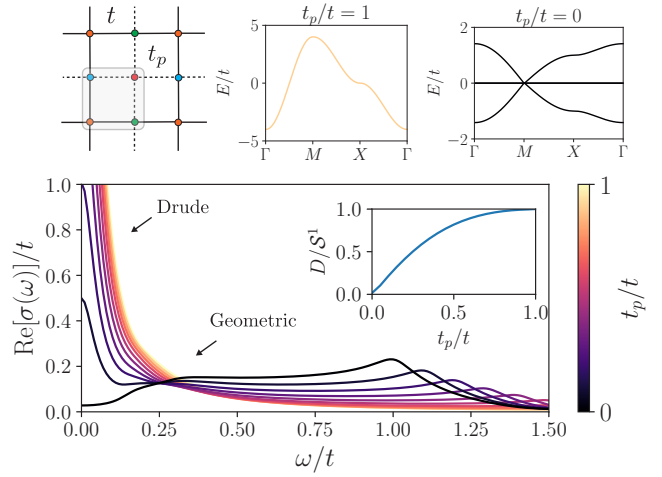 t
t_p
t_p/t = 1
E/t
5
0
−5
Γ M X Γ
t_p/t = 0
E/t
2
0
−2
Γ M X Γ
Re[σ(ω)]/t
1.0
0.8
0.6
0.4
0.2
0.0
0.00 0.25 0.50 0.75 1.00 1.25 1.50
ω/t
Drude
Geometric
D/𝒮¹
1.0
0.5
0.0
0.0 0.5 1.0
t_p/t
1
0
t_p/t